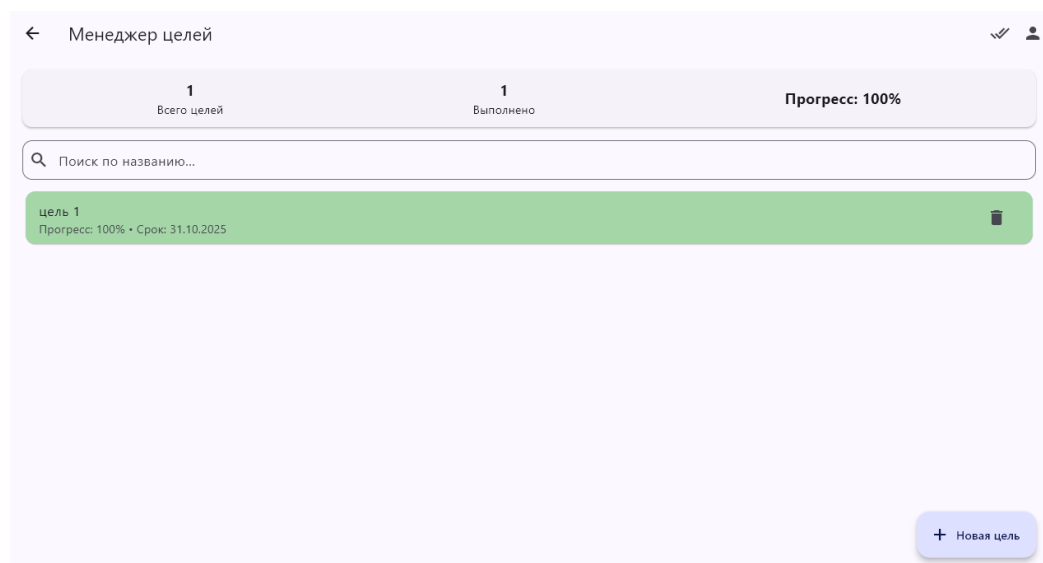 Менеджер целей
1
Всего целей
1
Выполнено
Прогресс: 100%
Поиск по названию...
цель 1
Прогресс: 100% • Срок: 31.10.2025
Новая цель